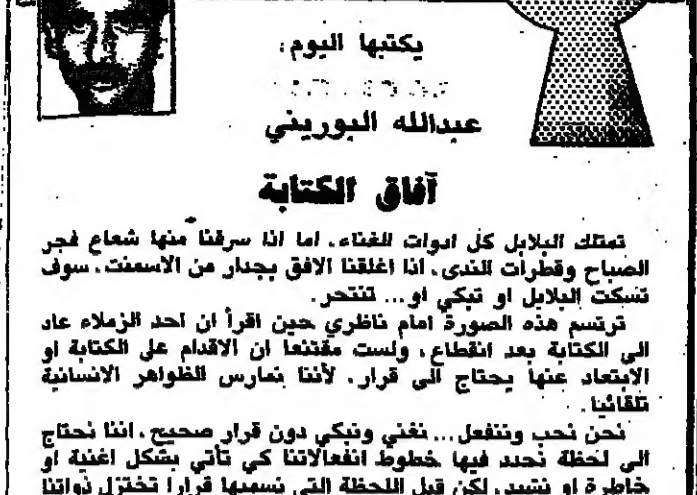 يكتبها اليوم:
عبدالله البوريني
آفاق الكتابة
تمتلك البلابل كل ادوات الغناء، اما اذا سرقنا منها شعاع فجر
الصباح وقطرات الندى، اذا اغلقنا الافق بجدار من الاسمنت، سوف
تسكت البلابل او تبكي او... تنتحر.
ترتسم هذه الصورة امام ناظري حين اقرأ ان احد الزملاء عاد
الى الكتابة بعد انقطاع، ولست مقتنعا ان الاقدام على الكتابة او
الابتعاد عنها يحتاج الى قرار، لأننا نمارس الظواهر الانسانية
تلقائيا.
نحن نحب وننفعل... نغني ونبكي دون قرار صحيح، اننا نحتاج
الى لحظة نحدد فيها خطوط انفعالاتنا كي تأتي بشكل اغنية او
خاطرة او نشيد، لكن قبل اللحظة التي نسميها قرارا تختزل ذواتنا